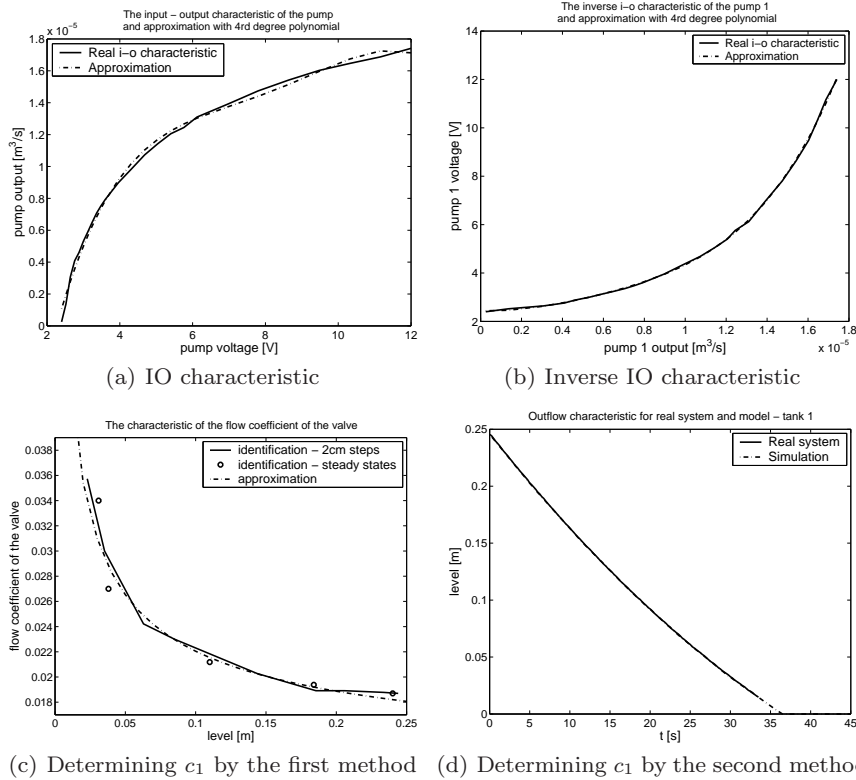 The input – output characteristic of the pump
and approximation with 4rd degree polynomial
x 10⁻⁵
Real i–o characteristic
Approximation
pump output [m³/s]
1.8
1.6
1.4
1.2
1
0.8
0.6
0.4
0.2
0
2 4 6 8 10 12
pump voltage [V]
(a) IO characteristic
The inverse i–o characteristic of the pump 1
and approximation with 4rd degree polynomial
Real i–o characteristic
Approximation
pump 1 voltage [V]
14
12
10
8
6
4
2
0 0.2 0.4 0.6 0.8 1 1.2 1.4 1.6 1.8
pump 1 output [m³/s]
x 10⁻⁵
(b) Inverse IO characteristic
The characteristic of the flow coefficient of the valve
identification – 2cm steps
identification – steady states
approximation
flow coefficient of the valve
0.038
0.036
0.034
0.032
0.03
0.028
0.026
0.024
0.022
0.02
0.018
0 0.05 0.1 0.15 0.2 0.25
level [m]
(c) Determining c₁ by the first method
Outflow characteristic for real system and model – tank 1
Real system
Simulation
level [m]
0.25
0.2
0.15
0.1
0.05
0
0 5 10 15 20 25 30 35 40 45
t [s]
(d) Determining c₁ by the second metho